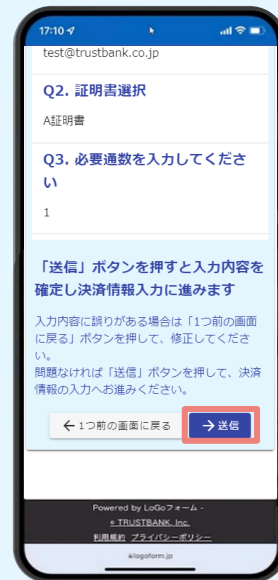 17:10
test@trustbank.co.jp
Q2. 証明書選択
A証明書
Q3. 必要通数を入力してくださ
い
1
「送信」ボタンを押すと入力内容を
確定し決済情報入力に進みます
入力内容に誤りがある場合は「1つ前の画面
に戻る」ボタンを押して、修正してくださ
い。
問題なければ「送信」ボタンを押して、決済
情報の入力へお進みください。
← 1つ前の画面に戻る → 送信
Powered by LoGoフォーム -
© TRUSTBANK, Inc.
利用規約 プライバシーポリシー
logoform.jp